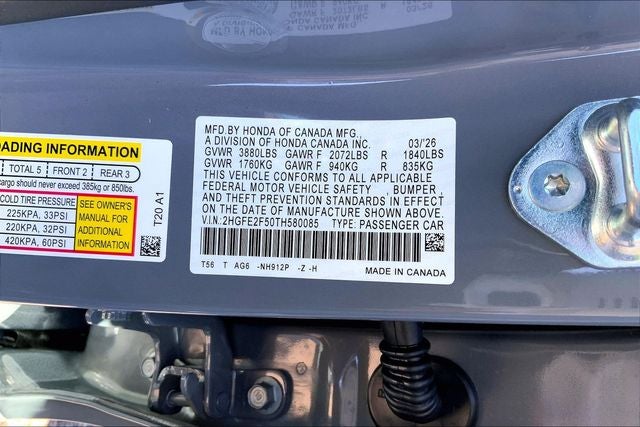 OADING INFORMATION
TOTAL 5 FRONT 2 REAR 3
cargo should never exceed 385kg or 850lbs.
COLD TIRE PRESSURE
225KPA, 33PSI
220KPA, 32PSI
420KPA, 60PSI
SEE OWNER'S
MANUAL FOR
ADDITIONAL
INFORMATION
T20 A1
MFD.BY HONDA OF CANADA MFG.,
A DIVISION OF HONDA CANADA INC. 03/'26
GVWR 3880LBS GAWR F 2072LBS R 1840LBS
GVWR 1760KG GAWR F 940KG R 835KG
THIS VEHICLE CONFORMS TO ALL APPLICABLE
FEDERAL MOTOR VEHICLE SAFETY , BUMPER ,
AND THEFT PREVENTION STANDARDS IN EFFECT
ON THE DATE OF MANUFACTURE SHOWN ABOVE.
V.I.N: 2HGFE2F50TH580085 TYPE: PASSENGER CAR
T56 T AG6 -NH912P -Z -H
MADE IN CANADA